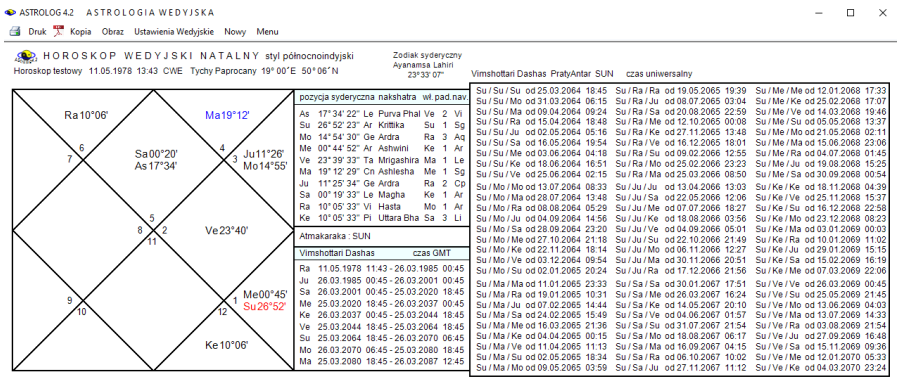 ASTROLOG 4.2 ASTROLOGIA WEDYJSKA
Druk Kopia Obraz Ustawienia Wedyjskie Nowy Menu
HOROSKOP WEDYJSKI NATALNY styl północnoindyjski
Horoskop testowy 11.05.1978 13:43 CWE Tychy Paprocany 19° 00'E 50° 06' N
Zodiak syderyczny
Ayanamsa Lahiri
23°33' 07"
Ra10°06'
Ma19°12'
6
7
Sa00°20'
As17°34'
4
3
Ju11°26'
Mo14°55'
5
8 2
11
Ve23°40'
9
10
1
12
Me00°45'
Su26°52'
Ke10°06'
pozycja syderyczna nakshatra wł. pad. nav.
As 17°34' 22" Le Purva Phal Ve 2 Vi
Su 26°52' 23" Ar Krittika Su 1 Sg
Mo 14°54' 30" Ge Ardra Ra 3 Aq
Me 00°44' 52" Ar Ashwini Ke 1 Ar
Ve 23°39' 33" Ta Mrigashira Ma 1 Le
Ma 19°12' 29" Cn Ashlesha Me 1 Sg
Ju 11°25' 34" Ge Ardra Ra 2 Cp
Sa 00°19' 33" Le Magha Ke 1 Ar
Ra 10°05' 33" Vi Hasta Mo 1 Ar
Ke 10°05' 33" Pi Uttara Bha Sa 3 Li
Atmakaraka : SUN
Vimshottari Dashas czas GMT
Ra 11.05.1978 11:43 - 26.03.1985 00:45
Ju 26.03.1985 00:45 - 26.03.2001 00:45
Sa 26.03.2001 00:45 - 25.03.2020 18:45
Me 25.03.2020 18:45 - 26.03.2037 00:45
Ke 26.03.2037 00:45 - 25.03.2044 18:45
Ve 25.03.2044 18:45 - 25.03.2064 18:45
Su 25.03.2064 18:45 - 26.03.2070 06:45
Mo 26.03.2070 06:45 - 25.03.2080 18:45
Ma 25.03.2080 18:45 - 26.03.2087 12:45
Vimshottari Dashas PratyAntar SUN czas uniwersalny
Su / Su / Su od 25.03.2064 18:45 Su / Ra / Ra od 19.05.2065 19:39 Su / Me / Me od 12.01.2068 17:33
Su / Su / Mo od 31.03.2064 06:15 Su / Ra / Ju od 08.07.2065 03:04 Su / Me / Ke od 02.03.2068 10:17
Su / Su / Ma od 09.04.2064 09:24 Su / Ra / Sa od 20.08.2065 22:59 Su / Me / Ve od 14.03.2068 19:46
Su / Su / Ra od 15.04.2064 18:48 Su / Ra / Me od 12.10.2065 00:08 Su / Me / Su od 05.05.2068 13:37
Su / Su / Ju od 02.05.2064 05:16 Su / Ra / Ke od 27.11.2065 13:48 Su / Me / Mo od 21.05.2068 02:11
Su / Su / Sa od 16.05.2064 19:54 Su / Ra / Ve od 16.12.2065 18:01 Su / Me / Ma od 15.06.2068 23:06
Su / Su / Me od 03.06.2064 04:18 Su / Ra / Su od 09.02.2066 12:55 Su / Me / Ra od 04.07.2068 01:45
Su / Su / Ke od 18.06.2064 16:51 Su / Ra / Mo od 25.02.2066 23:23 Su / Me / Ju od 19.08.2068 15:25
Su / Su / Ve od 25.06.2064 02:15 Su / Ra / Ma od 25.03.2066 08:50 Su / Me / Sa od 30.09.2068 00:54
Su / Mo / Mo od 13.07.2064 08:33 Su / Ju / Ju od 13.04.2066 13:03 Su / Ke / Ke od 18.11.2068 04:39
Su / Mo / Ma od 28.07.2064 13:48 Su / Ju / Sa od 22.05.2066 12:06 Su / Ke / Ve od 25.11.2068 15:37
Su / Mo / Ra od 08.08.2064 05:29 Su / Ju / Me od 07.07.2066 18:27 Su / Ke / Su od 16.12.2068 22:58
Su / Mo / Ju od 04.09.2064 14:56 Su / Ju / Ke od 18.08.2066 03:56 Su / Ke / Mo od 23.12.2068 08:23
Su / Mo / Sa od 28.09.2064 23:20 Su / Ju / Ve od 04.09.2066 05:01 Su / Ke / Ma od 03.01.2069 00:03
Su / Mo / Me od 27.10.2064 21:18 Su / Ju / Su od 22.10.2066 21:49 Su / Ke / Ra od 10.01.2069 11:02
Su / Mo / Ke od 22.11.2064 18:14 Su / Ju / Mo od 06.11.2066 12:27 Su / Ke / Ju od 29.01.2069 15:15
Su / Mo / Ve od 03.12.2064 09:54 Su / Ju / Ma od 30.11.2066 20:51 Su / Ke / Sa od 15.02.2069 16:19
Su / Mo / Su od 02.01.2065 20:24 Su / Ju / Ra od 17.12.2066 21:56 Su / Ke / Me od 07.03.2069 22:06
Su / Ma / Ma od 11.01.2065 23:33 Su / Sa / Sa od 30.01.2067 17:51 Su / Ve / Ve od 26.03.2069 00:45
Su / Ma / Ra od 19.01.2065 10:31 Su / Sa / Me od 26.03.2067 16:24 Su / Ve / Su od 25.05.2069 21:45
Su / Ma / Ju od 07.02.2065 14:44 Su / Sa / Ke od 14.05.2067 20:10 Su / Ve / Mo od 13.06.2069 04:03
Su / Ma / Sa od 24.02.2065 15:49 Su / Sa / Ve od 04.06.2067 01:57 Su / Ve / Ma od 13.07.2069 14:33
Su / Ma / Me od 16.03.2065 21:36 Su / Sa / Su od 31.07.2067 21:54 Su / Ve / Ra od 03.08.2069 21:54
Su / Ma / Ke od 04.04.2065 00:15 Su / Sa / Mo od 18.08.2067 06:17 Su / Ve / Ju od 27.09.2069 16:48
Su / Ma / Ve od 11.04.2065 11:13 Su / Sa / Ma od 16.09.2067 04:15 Su / Ve / Sa od 15.11.2069 09:36
Su / Ma / Su od 02.05.2065 18:34 Su / Sa / Ra od 06.10.2067 10:02 Su / Ve / Me od 12.01.2070 05:33
Su / Ma / Mo od 09.05.2065 03:59 Su / Sa / Ju od 27.11.2067 11:12 Su / Ve / Ke od 04.03.2070 23:24